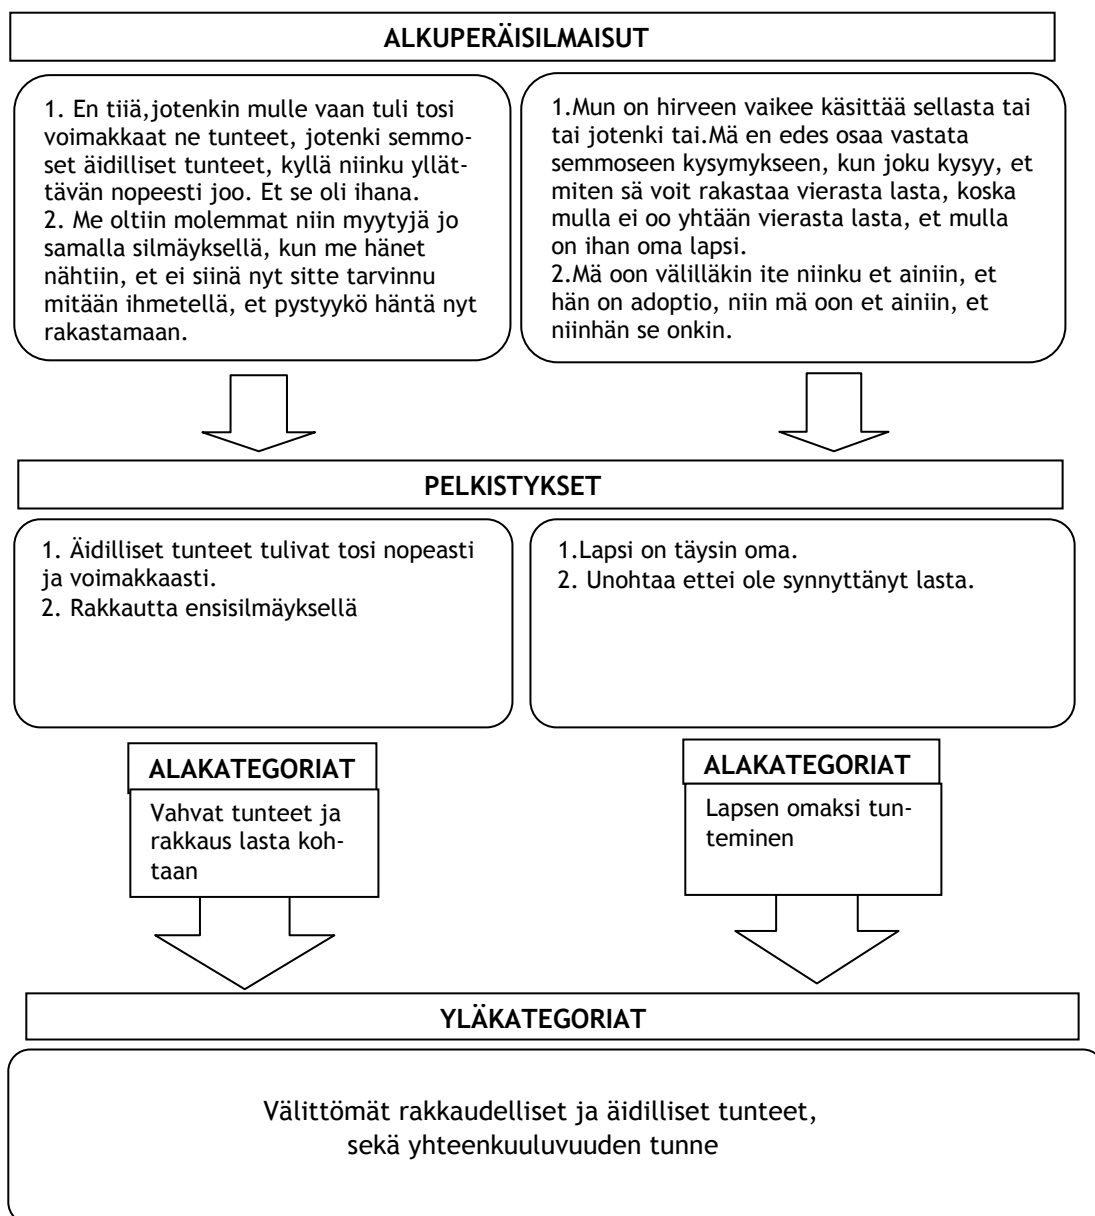 ALKUPERÄISILMAISUT
1. En tiiä,jotenkin mulle vaan tuli tosi
voimakkaat ne tunteet, jotenki semmo-
set äidilliset tunteet, kyllä niinku yllät-
tävän nopeesti joo. Et se oli ihana.
2. Me oltiin molemmat niin myytyjä jo
samalla silmäyksellä, kun me hänet
nähtiin, et ei siinä nyt sitte tarvinnu
mitään ihmetellä, et pystyykö häntä nyt
rakastamaan.
1.Mun on hirveen vaikee käsittää sellasta tai
tai jotenki tai.Mä en edes osaa vastata
semmoseen kysymykseen, kun joku kysyy, et
miten sä voit rakastaa vierasta lasta, koska
mulla ei oo yhtään vierasta lasta, et mulla
on ihan oma lapsi.
2.Mä oon välilläkin ite niinku et ainiin, et
hän on adoptio, niin mä oon et ainiin, et
niinhän se onkin.
PELKISTYKSET
1. Äidilliset tunteet tulivat tosi nopeasti
ja voimakkaasti.
2. Rakkautta ensisilmäyksellä
1.Lapsi on täysin oma.
2. Unohtaa ettei ole synnyttänyt lasta.
ALAKATEGORIAT
Vahvat tunteet ja
rakkaus lasta koh-
taan
ALAKATEGORIAT
Lapsen omaksi tun-
teminen
YLÄKATEGORIAT
Välittömät rakkaudelliset ja äidilliset tunteet,
sekä yhteenkuuluvuuden tunne